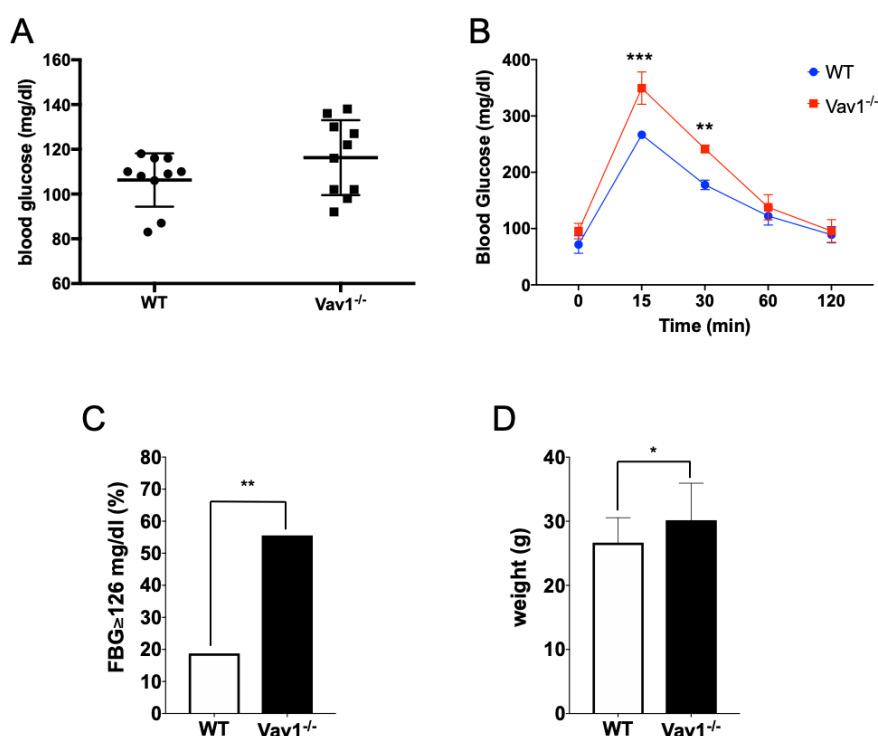 A
blood glucose (mg/dl)
160
140
120
100
80
60
WT
Vav1-/-
B
Blood Glucose (mg/dl)
400
300
200
100
0
***
**
WT
Vav1-/-
0 15 30 60 120
Time (min)
C
FBG≥126 mg/dl (%)
80
70
60
50
40
30
20
10
0
**
WT Vav1-/-
D
weight (g)
40
30
20
10
0
*
WT Vav1-/-